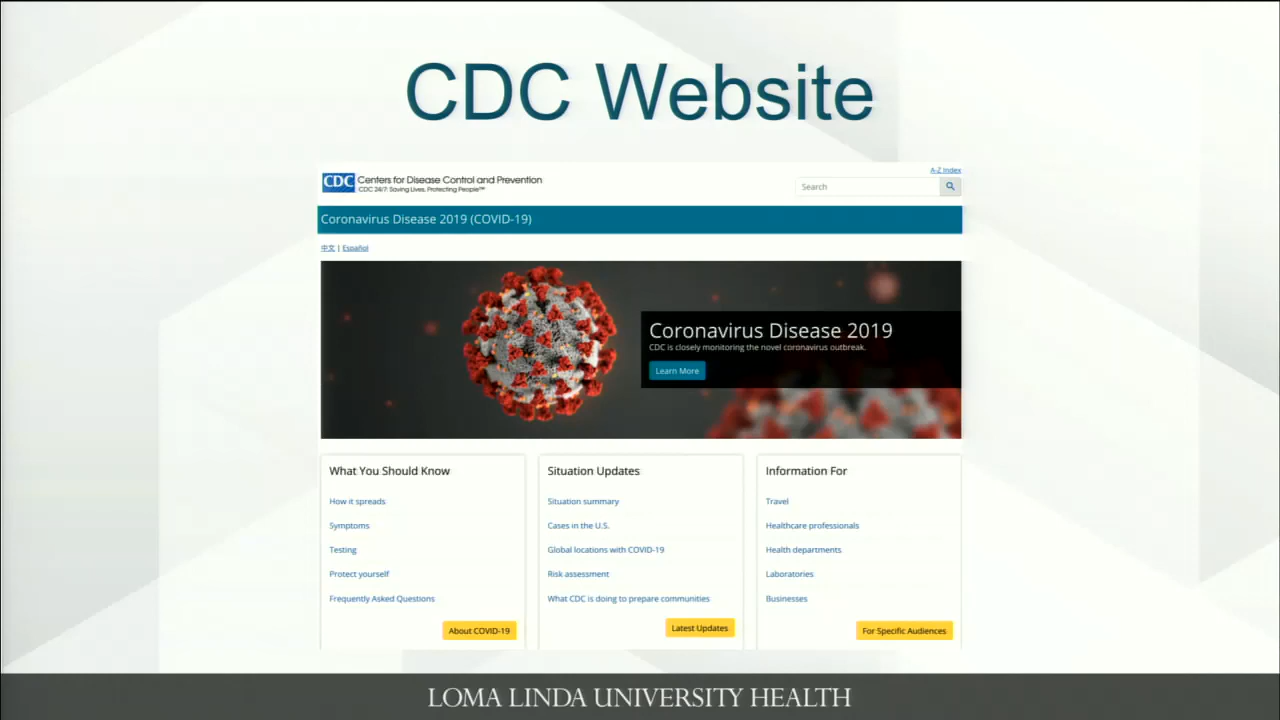 CDC Website
A-Z Index
CDC Centers for Disease Control and Prevention
CDC 24/7: Saving Lives, Protecting People™
Search
Coronavirus Disease 2019 (COVID-19)
中文 | Español
Coronavirus Disease 2019
CDC is closely monitoring the novel coronavirus outbreak.
Learn More
What You Should Know
How it spreads
Symptoms
Testing
Protect yourself
Frequently Asked Questions
About COVID-19
Situation Updates
Situation summary
Cases in the U.S.
Global locations with COVID-19
Risk assessment
What CDC is doing to prepare communities
Latest Updates
Information For
Travel
Healthcare professionals
Health departments
Laboratories
Businesses
For Specific Audiences
LOMA LINDA UNIVERSITY HEALTH